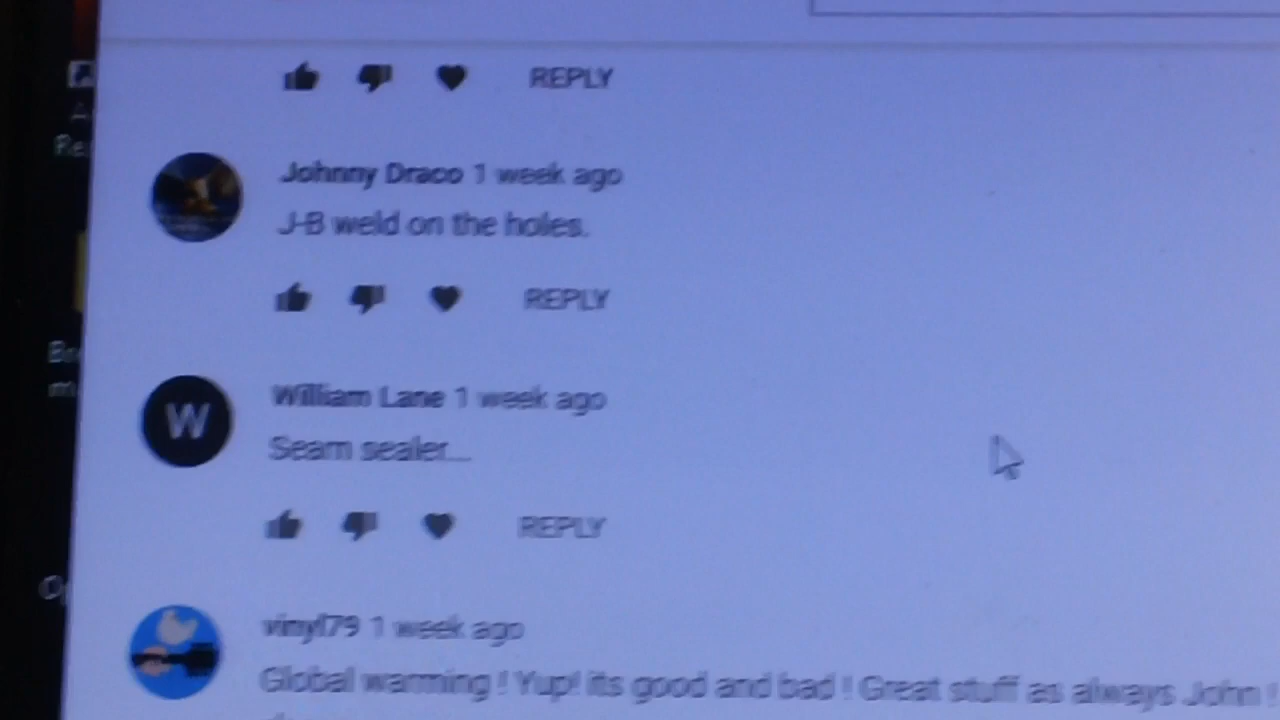 REPLY
Johnny Draco 1 week ago
J-B weld on the holes.
REPLY
W
William Lane 1 week ago
Seam sealer...
REPLY
vinyl79 1 week ago
Global warming ! Yup! its good and bad ! Great stuff as always John !